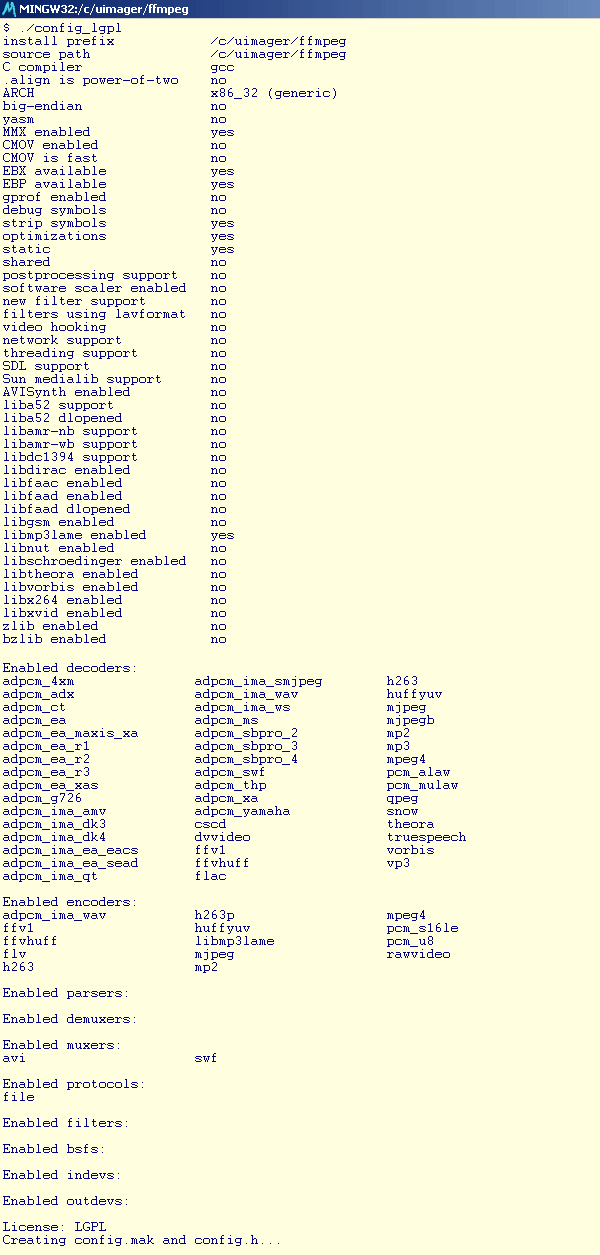 MINGW32:/c/uimager/ffmpeg
$ ./config_lgpl
install prefix /c/uimager/ffmpeg
source path /c/uimager/ffmpeg
C compiler gcc
.align is power-of-two no
ARCH x86_32 (generic)
big-endian no
yasm no
MMX enabled yes
CMOV enabled no
CMOV is fast no
EBX available yes
EBP available yes
gprof enabled no
debug symbols no
strip symbols yes
optimizations yes
static yes
shared no
postprocessing support no
software scaler enabled no
new filter support no
filters using lavformat no
video hooking no
network support no
threading support no
SDL support no
Sun medialib support no
AVISynth enabled no
liba52 support no
liba52 dlopened no
libamr-nb support no
libamr-wb support no
libdc1394 support no
libdirac enabled no
libfaac enabled no
libfaad enabled no
libfaad dlopened no
libgsm enabled no
libmp3lame enabled yes
libnut enabled no
libschroedinger enabled no
libtheora enabled no
libvorbis enabled no
libx264 enabled no
libxvid enabled no
zlib enabled no
bzlib enabled no
Enabled decoders:
adpcm_4xm adpcm_ima_smjpeg h263
adpcm_adx adpcm_ima_wav huffyuv
adpcm_ct adpcm_ima_ws mjpeg
adpcm_ea adpcm_ms mjpegb
adpcm_ea_maxis_xa adpcm_sbpro_2 mp2
adpcm_ea_r1 adpcm_sbpro_3 mp3
adpcm_ea_r2 adpcm_sbpro_4 mpeg4
adpcm_ea_r3 adpcm_swf pcm_alaw
adpcm_ea_xas adpcm_thp pcm_mulaw
adpcm_g726 adpcm_xa qpeg
adpcm_ima_amv adpcm_yamaha snow
adpcm_ima_dk3 cscd theora
adpcm_ima_dk4 dvvideo truespeech
adpcm_ima_ea_eacs ffv1 vorbis
adpcm_ima_ea_sead ffvhuff vp3
adpcm_ima_qt flac
Enabled encoders:
adpcm_ima_wav h263p mpeg4
ffv1 huffyuv pcm_s16le
ffvhuff libmp3lame pcm_u8
flv mjpeg rawvideo
h263 mp2
Enabled parsers:
Enabled demuxers:
Enabled muxers:
avi swf
Enabled protocols:
file
Enabled filters:
Enabled bsfs:
Enabled indevs:
Enabled outdevs:
License: LGPL
Creating config.mak and config.h...